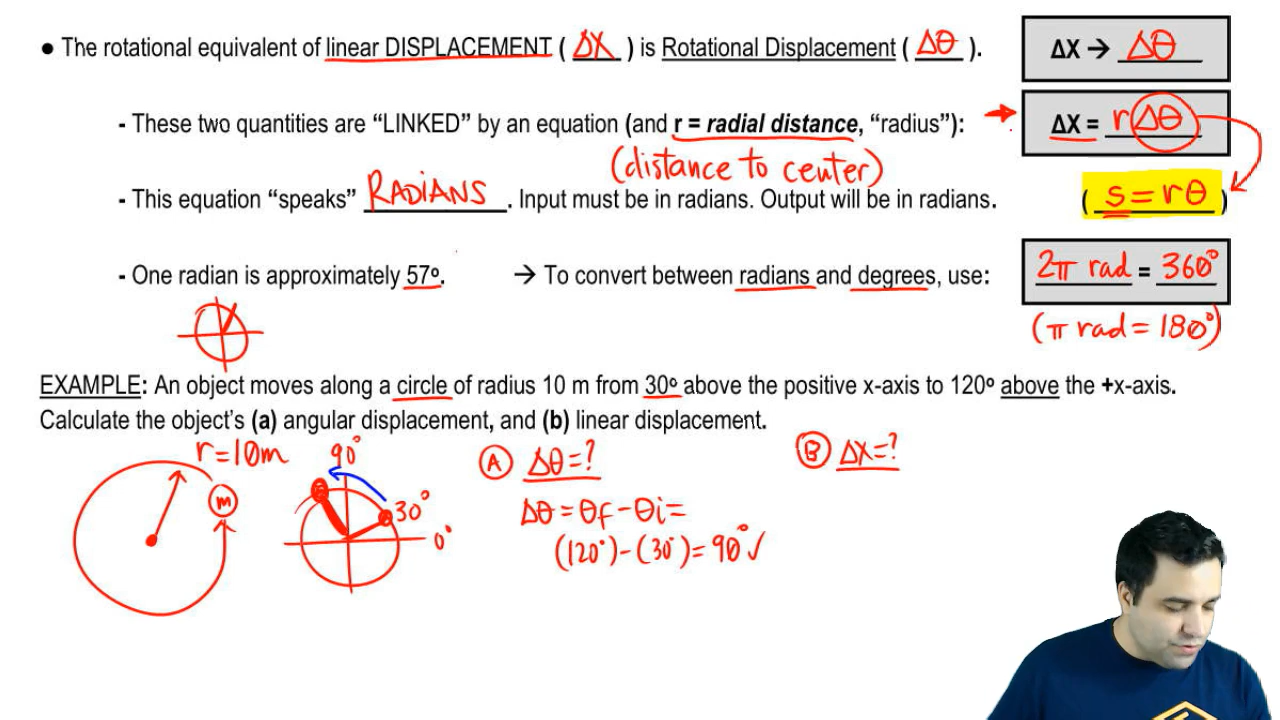 ● The rotational equivalent of linear DISPLACEMENT ( ΔX ) is Rotational Displacement ( Δθ ).
ΔX → Δθ
- These two quantities are “LINKED” by an equation (and r = radial distance, “radius”):
ΔX = rΔθ
(distance to center)
- This equation “speaks” RADIANS. Input must be in radians. Output will be in radians.
( s = rθ )
- One radian is approximately 57º. → To convert between radians and degrees, use:
2π rad = 360°
(π rad = 180°)
EXAMPLE: An object moves along a circle of radius 10 m from 30º above the positive x-axis to 120º above the +x-axis.
Calculate the object’s (a) angular displacement, and (b) linear displacement.
r = 10m
m
90°
30°
0°
A Δθ = ?
Δθ = θf - θi =
(120°) - (30°) = 90° ✓
B ΔX = ?